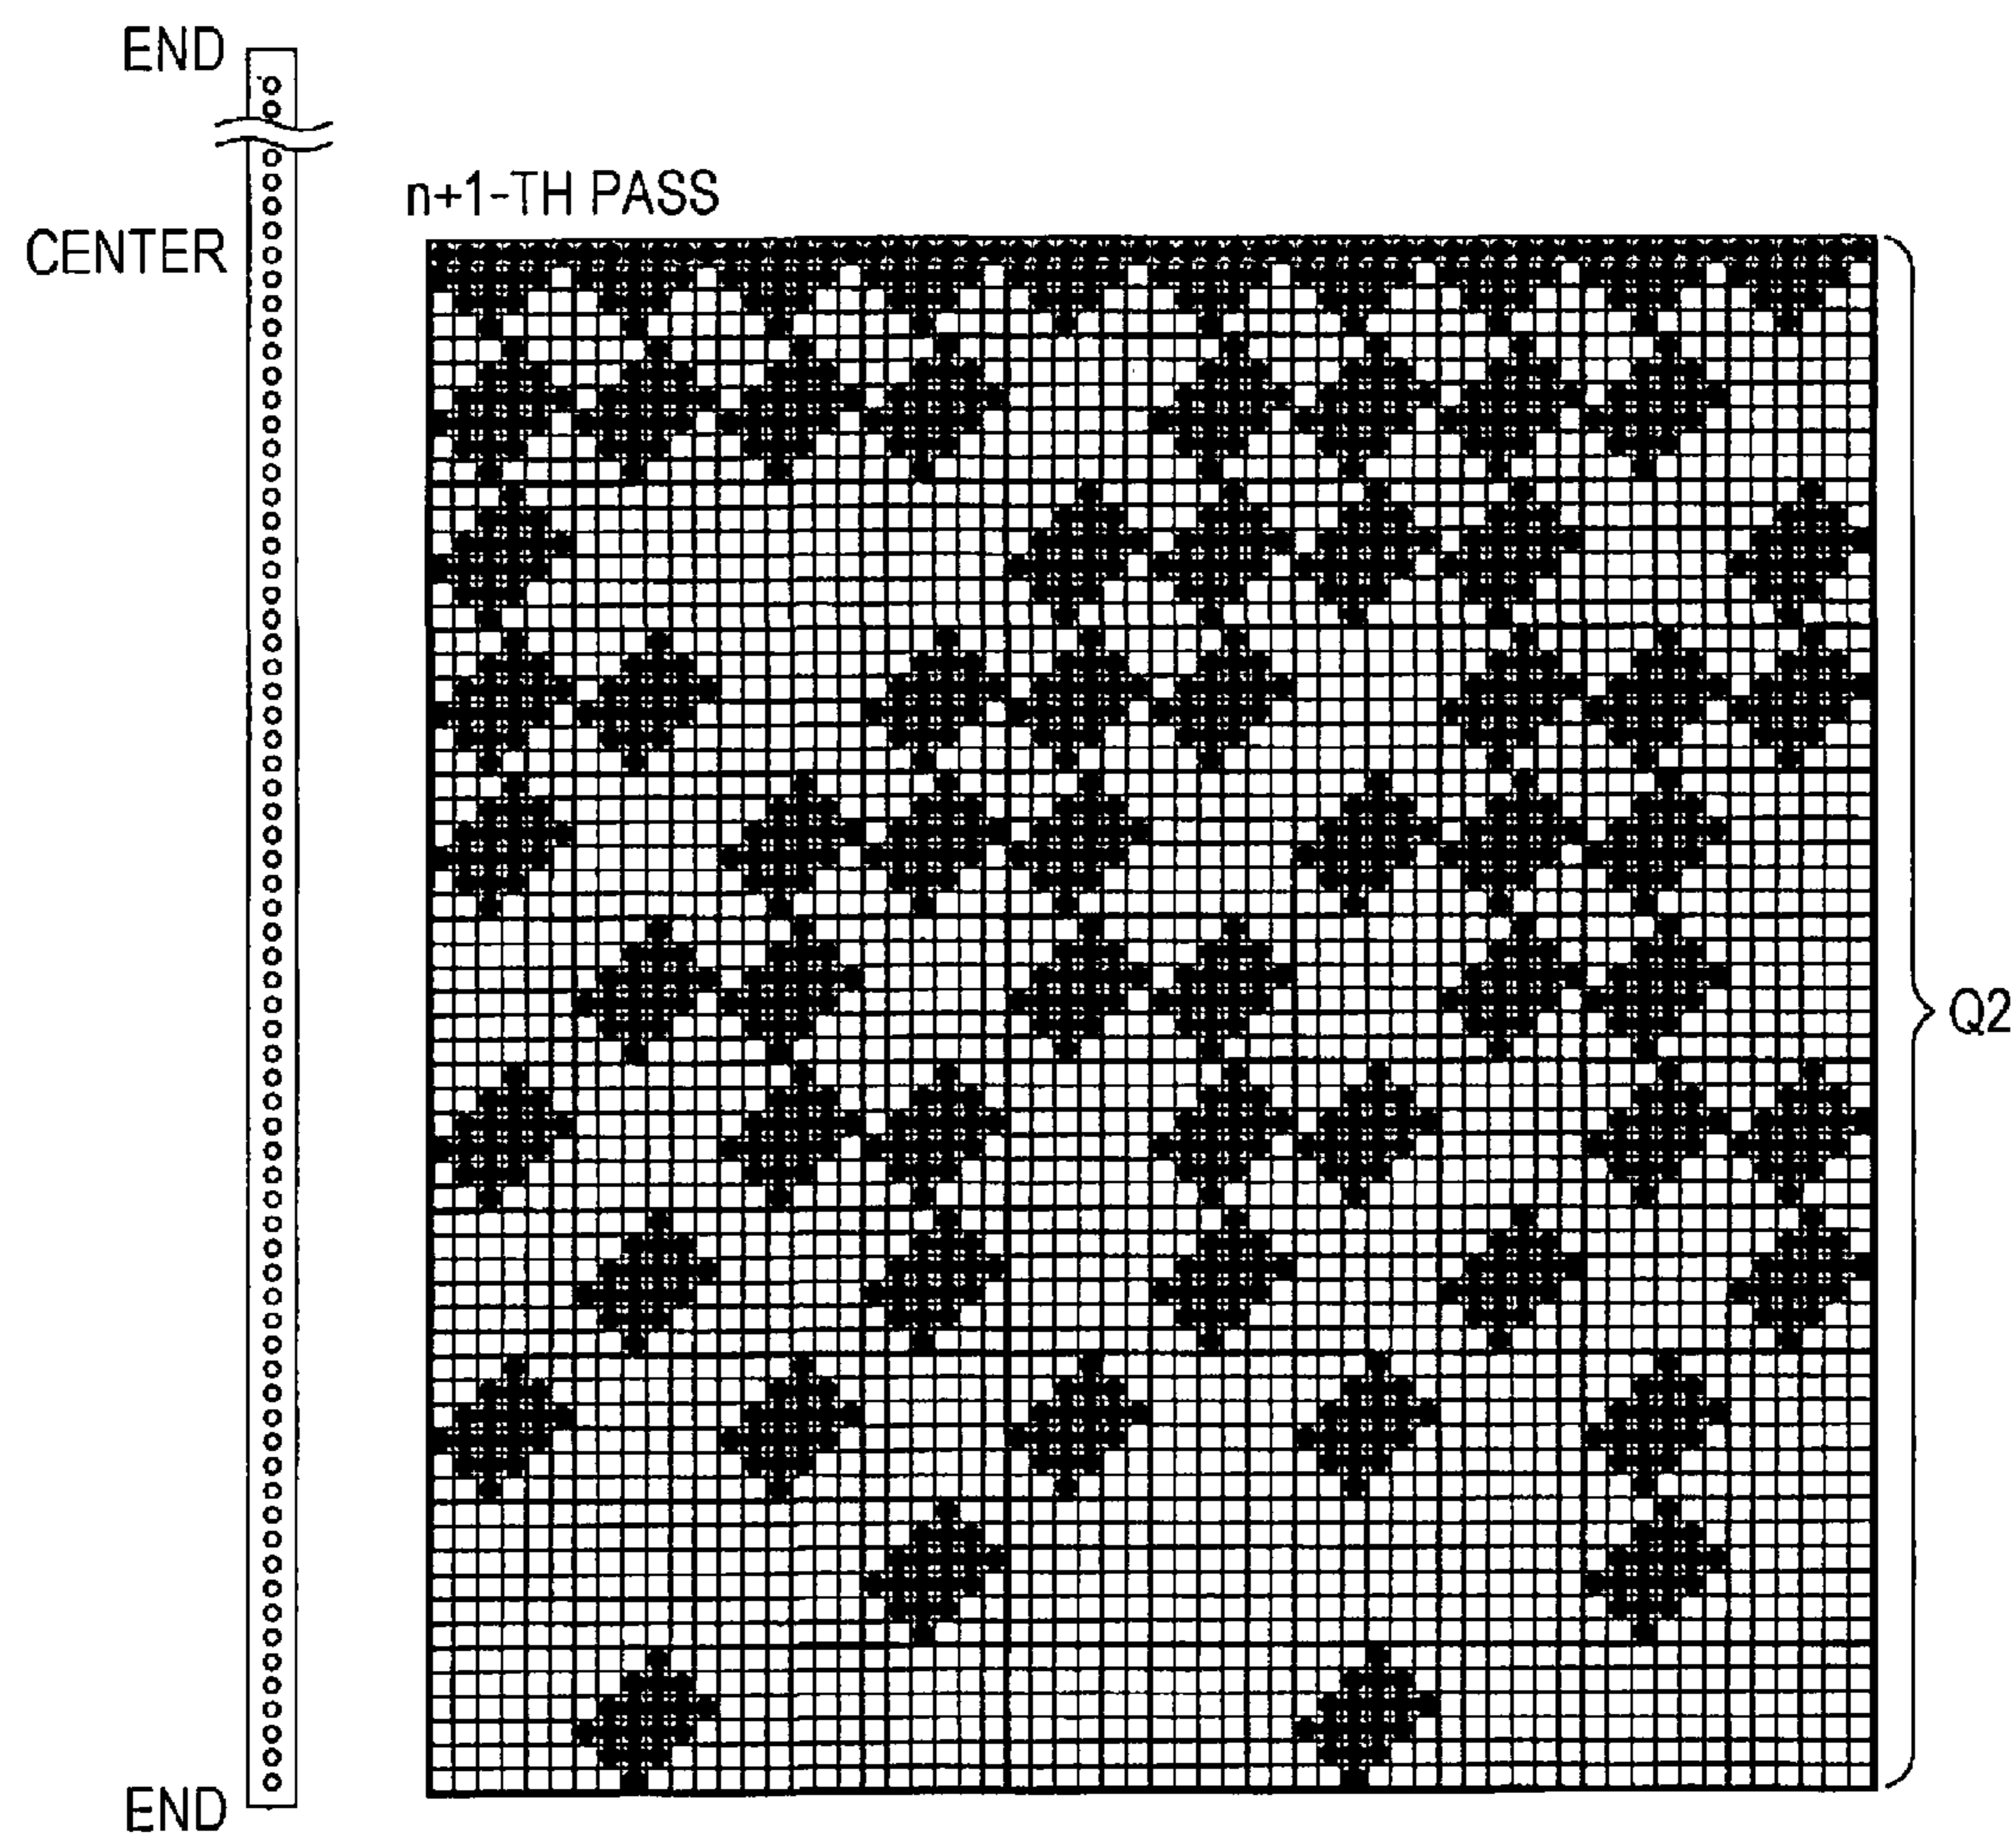 END
n+1-TH PASS
CENTER
Q2
END